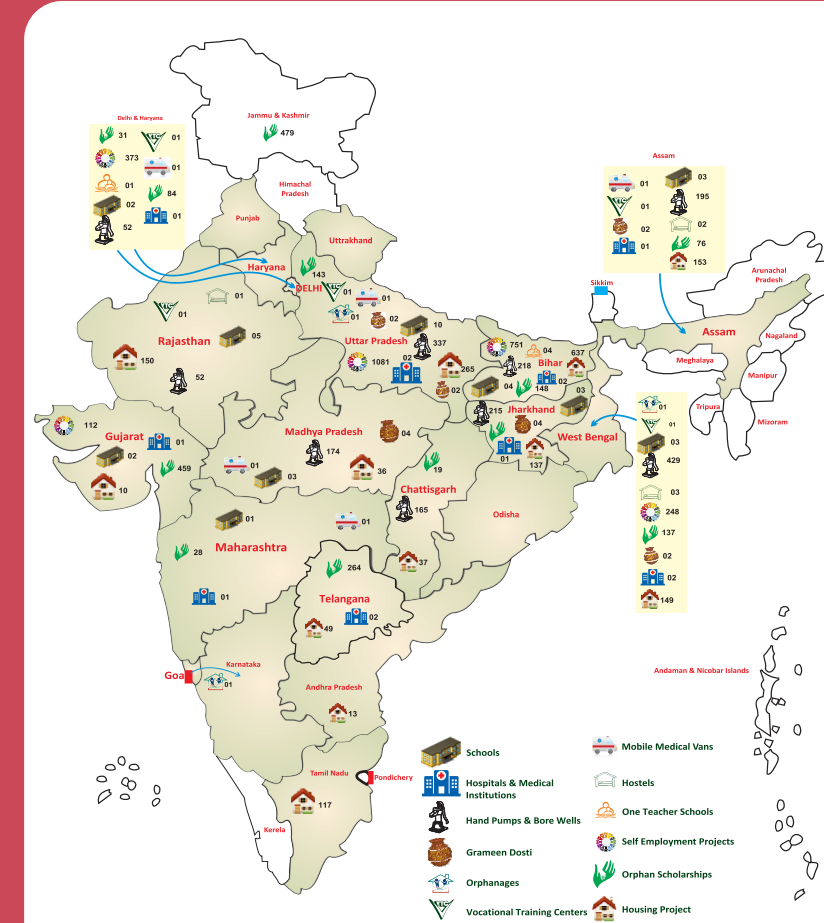 Jammu & Kashmir
479
Delhi & Haryana
31
01
373
01
01
84
02
01
52
Himachal
Pradesh
Punjab
Uttrakhand
Haryana
143
DELHI
Assam
01
03
01
195
02
02
01
76
153
Sikkim
Arunachal
Pradesh
Assam
Nagaland
Meghalaya
Manipur
Tripura
Mizoram
01
01
Rajasthan
05
150
52
01
01
01
02
10
Uttar Pradesh
337
1081
02
265
02
751
04
637
218
Bihar
02
04
148
03
215
Jharkhand
04
01
137
West Bengal
01
01
03
429
03
248
137
02
02
149
112
Gujarat
01
02
459
10
Madhya Pradesh
04
174
01
03
36
19
Chattisgarh
165
37
Odisha
01
01
Maharashtra
28
01
264
Telangana
02
49
Goa
Karnataka
01
Andhra Pradesh
13
Tamil Nadu
Pondichery
117
Kerela
Andaman & Nicobar Islands
Schools
Hospitals & Medical
Institutions
Hand Pumps & Bore Wells
Grameen Dosti
Orphanages
Vocational Training Centers
Mobile Medical Vans
Hostels
One Teacher Schools
Self Employment Projects
Orphan Scholarships
Housing Project